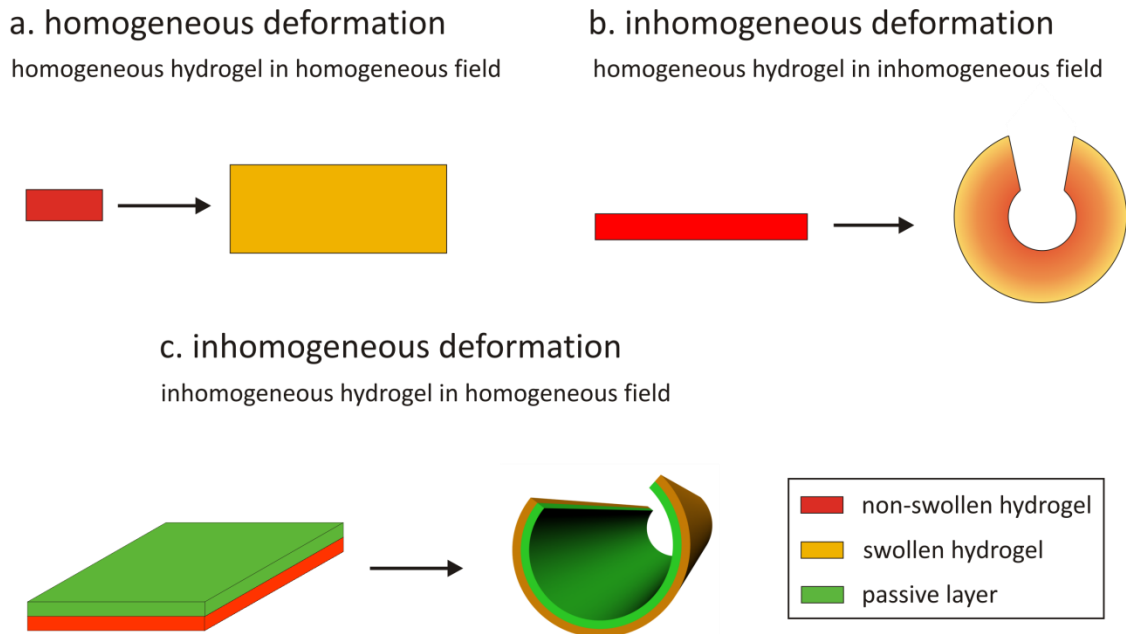 a. homogeneous deformation
homogeneous hydrogel in homogeneous field
b. inhomogeneous deformation
homogeneous hydrogel in inhomogeneous field
c. inhomogeneous deformation
inhomogeneous hydrogel in homogeneous field
non-swollen hydrogel
swollen hydrogel
passive layer